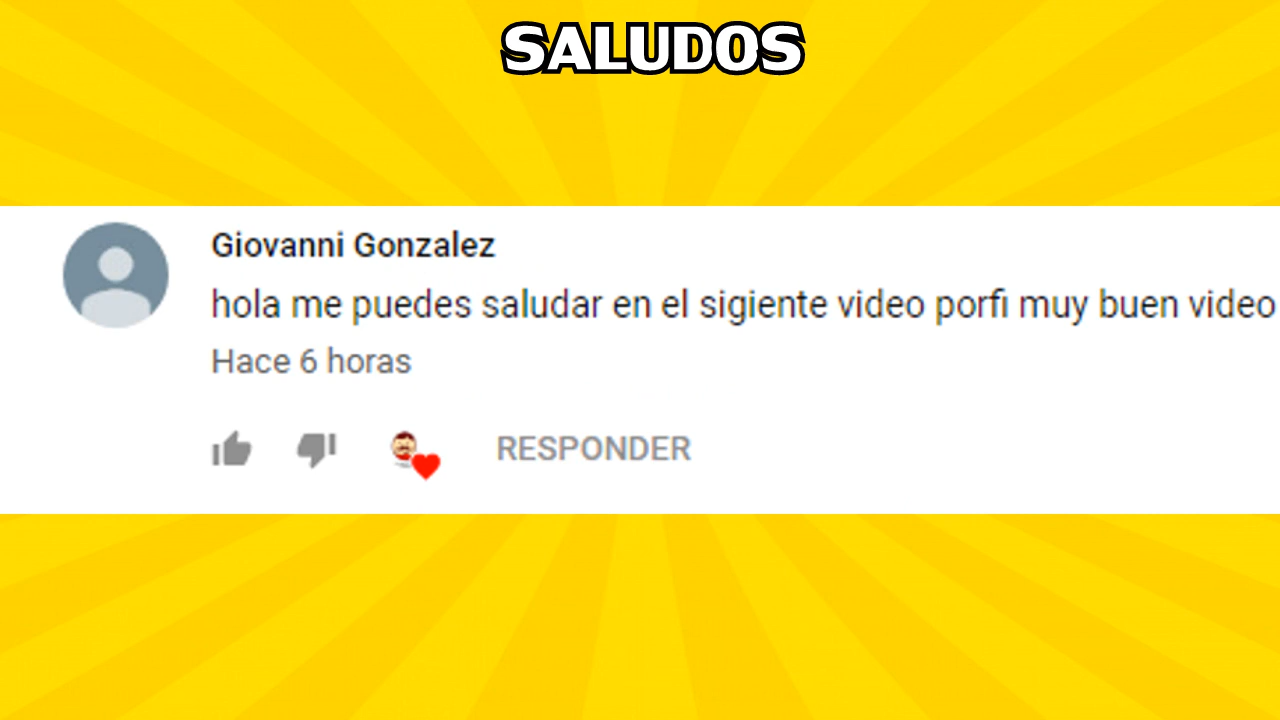 SALUDOS
Giovanni Gonzalez
hola me puedes saludar en el sigiente video porfi muy buen video
Hace 6 horas
RESPONDER